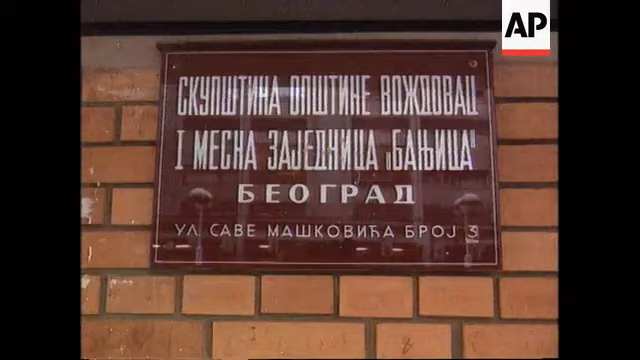 AP
СКУПШТИНА ОПШТИНЕ ВОЖДОВАЦ
I МЕСНА ЗАЈЕДНИЦА „БАЊИЦА"
БЕОГРАД
УЛ. САВЕ МАШКОВИЋА БРОЈ 3